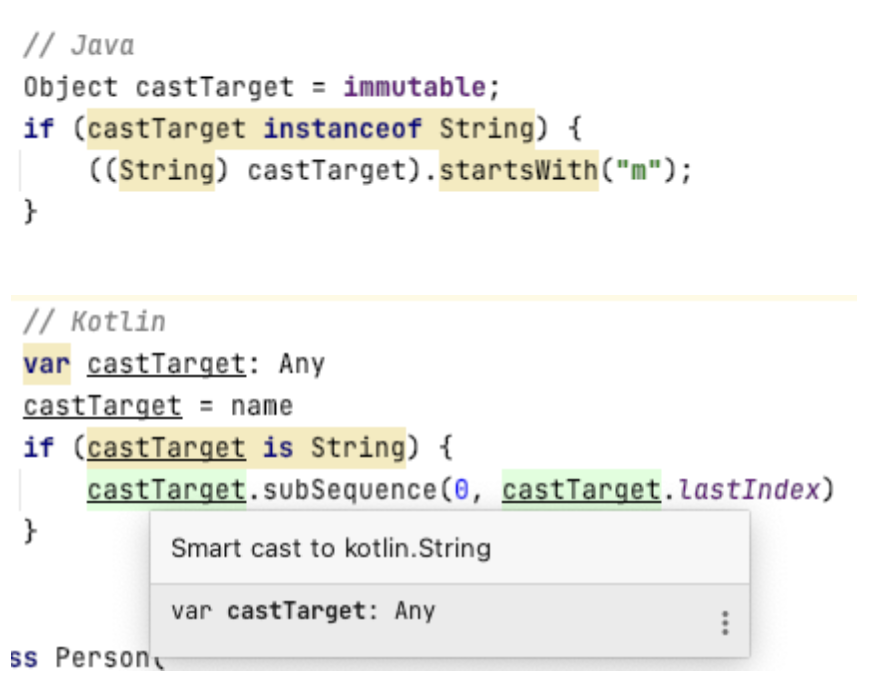 // Java
Object castTarget = immutable;
if (castTarget instanceof String) {
    ((String) castTarget).startsWith("m");
}
// Kotlin
var castTarget: Any
castTarget = name
if (castTarget is String) {
    castTarget.subSequence(0, castTarget.lastIndex)
}
Smart cast to kotlin.String
var castTarget: Any
ss Person(